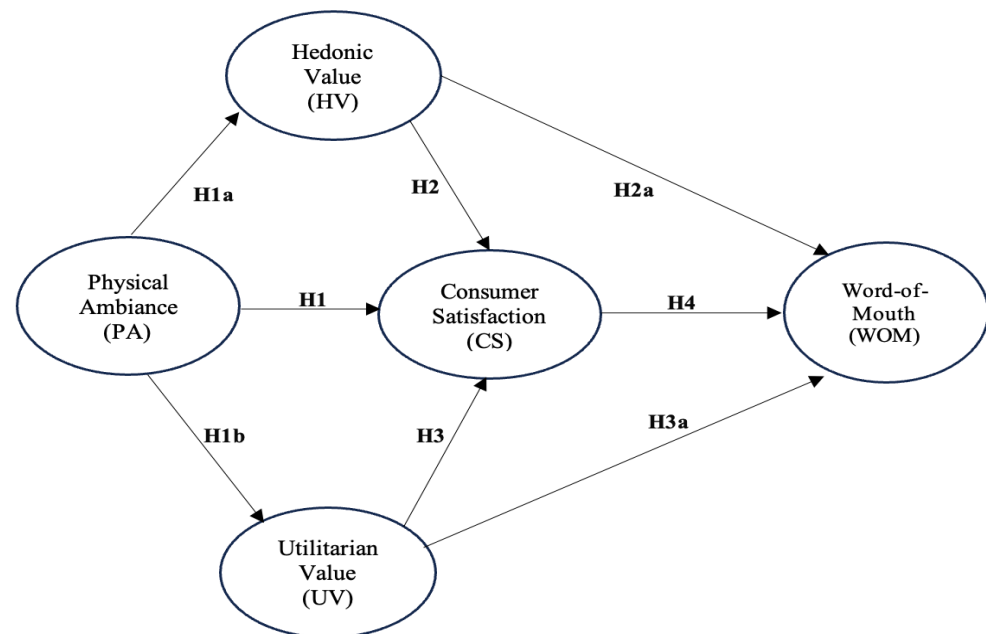 Hedonic
Value
(HV)
H1a
H2
H2a
Physical
Ambiance
(PA)
H1
Consumer
Satisfaction
(CS)
H4
Word-of-
Mouth
(WOM)
H1b
H3
H3a
Utilitarian
Value
(UV)